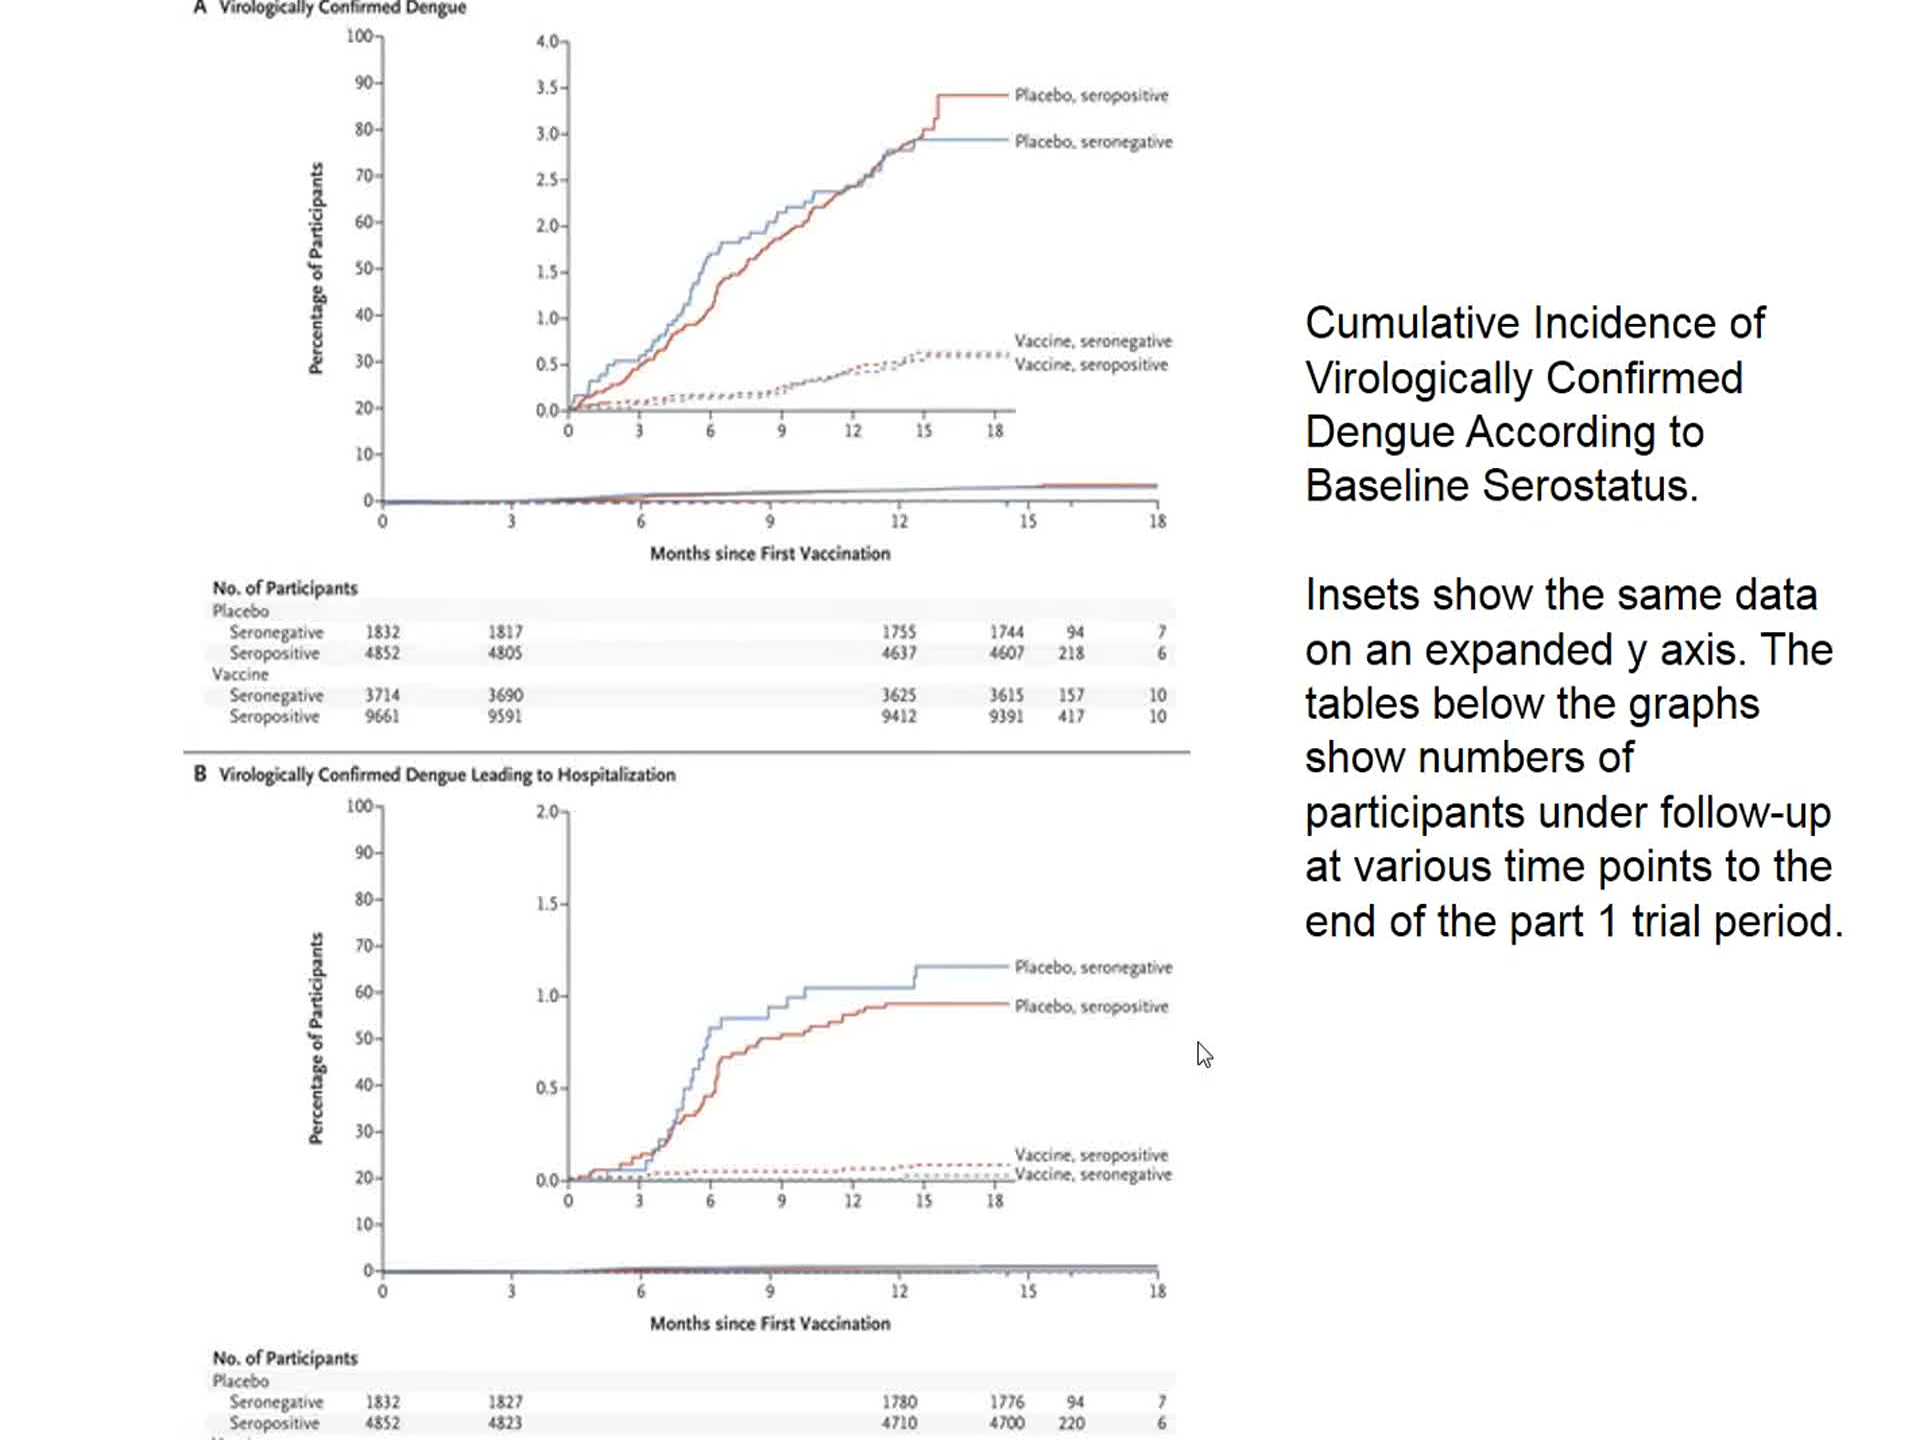 A Virologically Confirmed Dengue
100
90
80
70
60
50
40
30
20
10
0
Percentage of Participants
4.0
3.5
3.0
2.5
2.0
1.5
1.0
0.5
0.0
0 3 6 9 12 15 18
Placebo, seropositive
Placebo, seronegative
Vaccine, seronegative
Vaccine, seropositive
0 3 6 9 12 15 18
Months since First Vaccination
No. of Participants
Placebo
Seronegative 1832 1817 1755 1744 94 7
Seropositive 4852 4805 4637 4607 218 6
Vaccine
Seronegative 3714 3690 3625 3615 157 10
Seropositive 9661 9591 9412 9391 417 10
B Virologically Confirmed Dengue Leading to Hospitalization
100
90
80
70
60
50
40
30
20
10
0
Percentage of Participants
2.0
1.5
1.0
0.5
0.0
0 3 6 9 12 15 18
Placebo, seronegative
Placebo, seropositive
Vaccine, seropositive
Vaccine, seronegative
0 3 6 9 12 15 18
Months since First Vaccination
No. of Participants
Placebo
Seronegative 1832 1827 1780 1776 94 7
Seropositive 4852 4823 4710 4700 220 6
Cumulative Incidence of
Virologically Confirmed
Dengue According to
Baseline Serostatus.
Insets show the same data
on an expanded y axis. The
tables below the graphs
show numbers of
participants under follow-up
at various time points to the
end of the part 1 trial period.